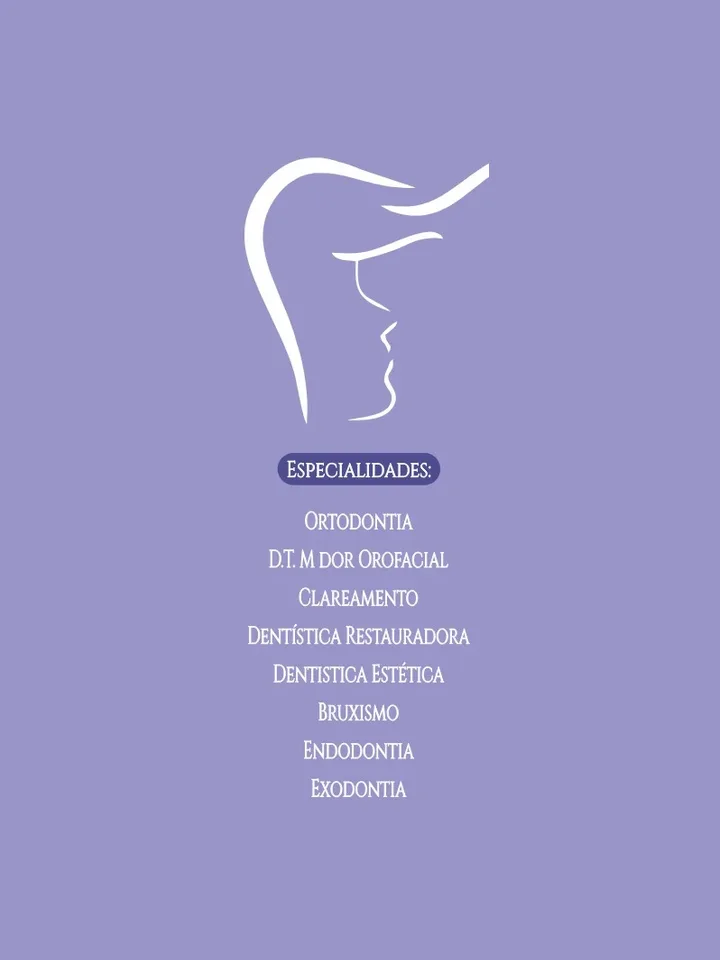 Especialidades:
Ortodontia
D.T. M dor Orofacial
Clareamento
Dentística Restauradora
Dentistica Estética
Bruxismo
Endodontia
Exodontia